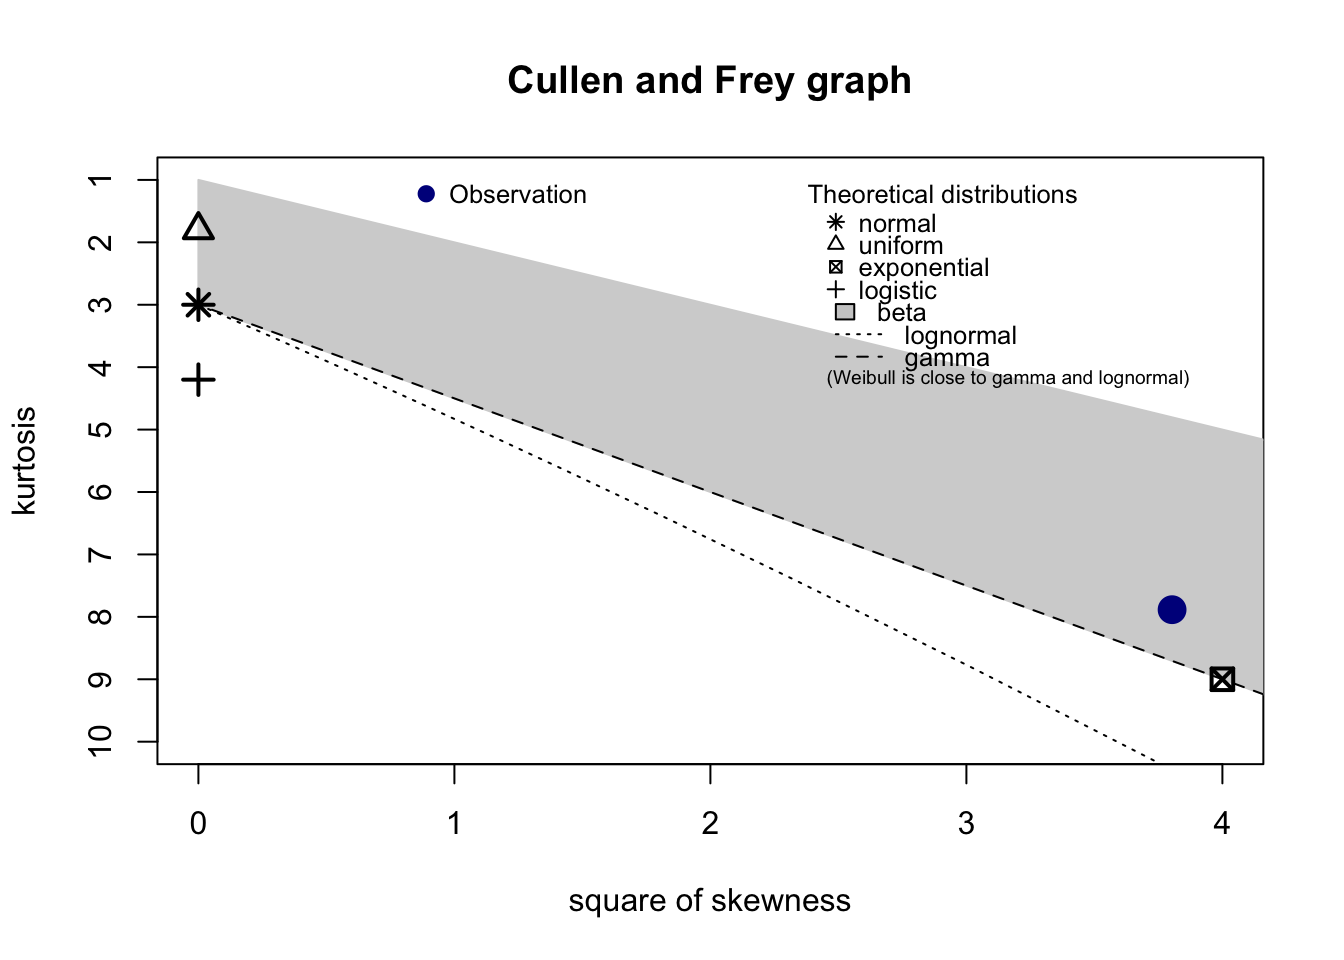 Cullen and Frey graph
Observation
Theoretical distributions
normal
uniform
exponential
logistic
beta
lognormal
gamma
(Weibull is close to gamma and lognormal)
kurtosis
1
2
3
4
5
6
7
8
9
10
0 1 2 3 4
square of skewness